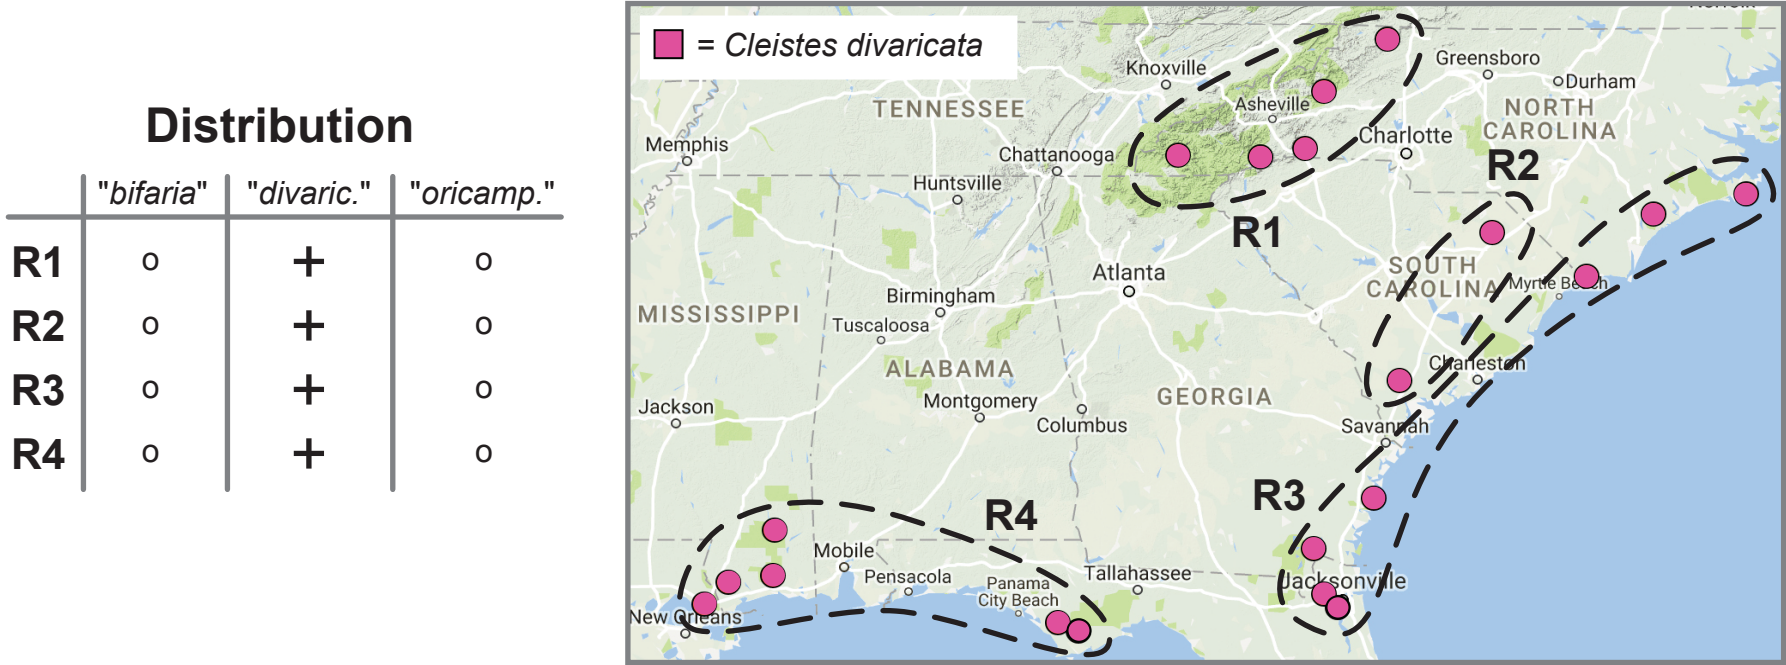 Distribution
"bifaria" "divaric." "oricamp."
R1 o + o
R2 o + o
R3 o + o
R4 o + o
= Cleistes divaricata
Knoxville
Greensboro
Durham
TENNESSEE
Asheville
NORTH
CAROLINA
Memphis
Chattanooga
Charlotte
R2
Huntsville
R1
Atlanta
SOUTH
CAROLINA
Myrtle Beach
Birmingham
MISSISSIPPI
Tuscaloosa
ALABAMA
Charleston
GEORGIA
Jackson
Montgomery
Columbus
Savannah
R3
R4
Mobile
Pensacola
Panama
City Beach
Tallahassee
Jacksonville
New Orleans